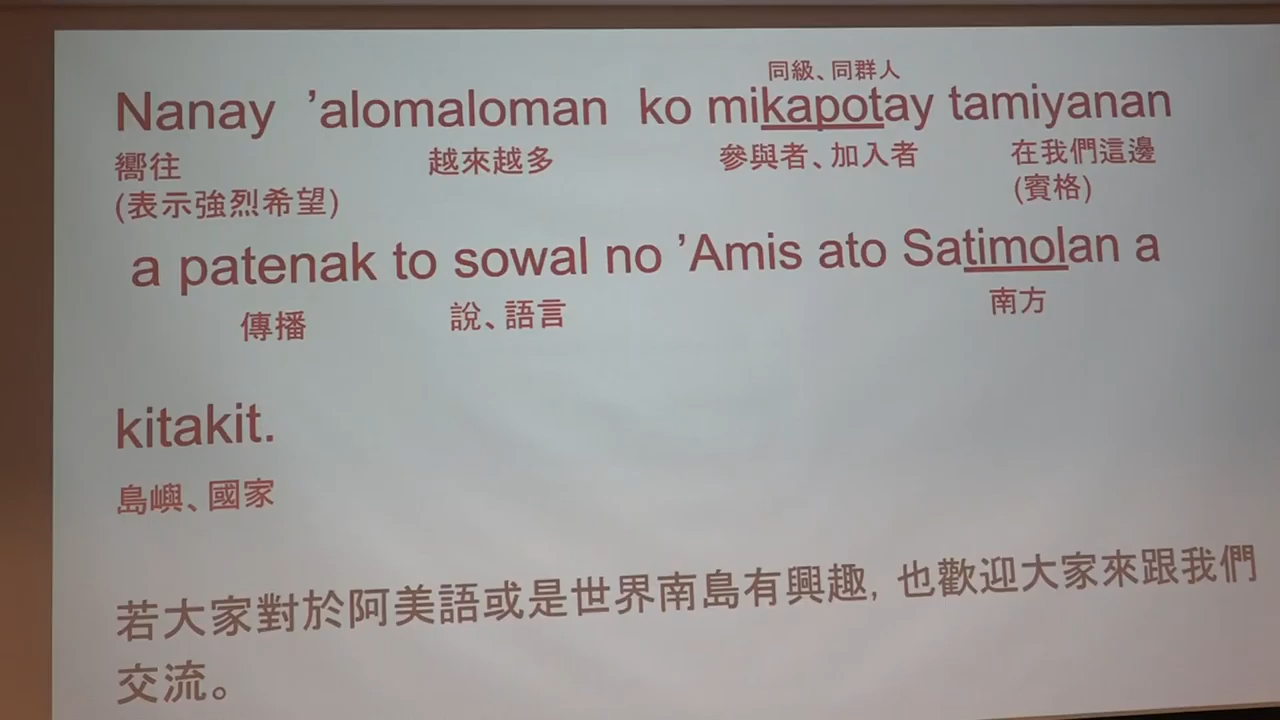 同級、同群人
Nanay ’alomaloman ko mikapotay tamiyanan
嚮往 越來越多 參與者、加入者 在我們這邊
(表示強烈希望) (賓格)
a patenak to sowal no ’Amis ato Satimolan a
傳播 說、語言 南方
kitakit.
島嶼、國家
若大家對於阿美語或是世界南島有興趣, 也歡迎大家來跟我們
交流。